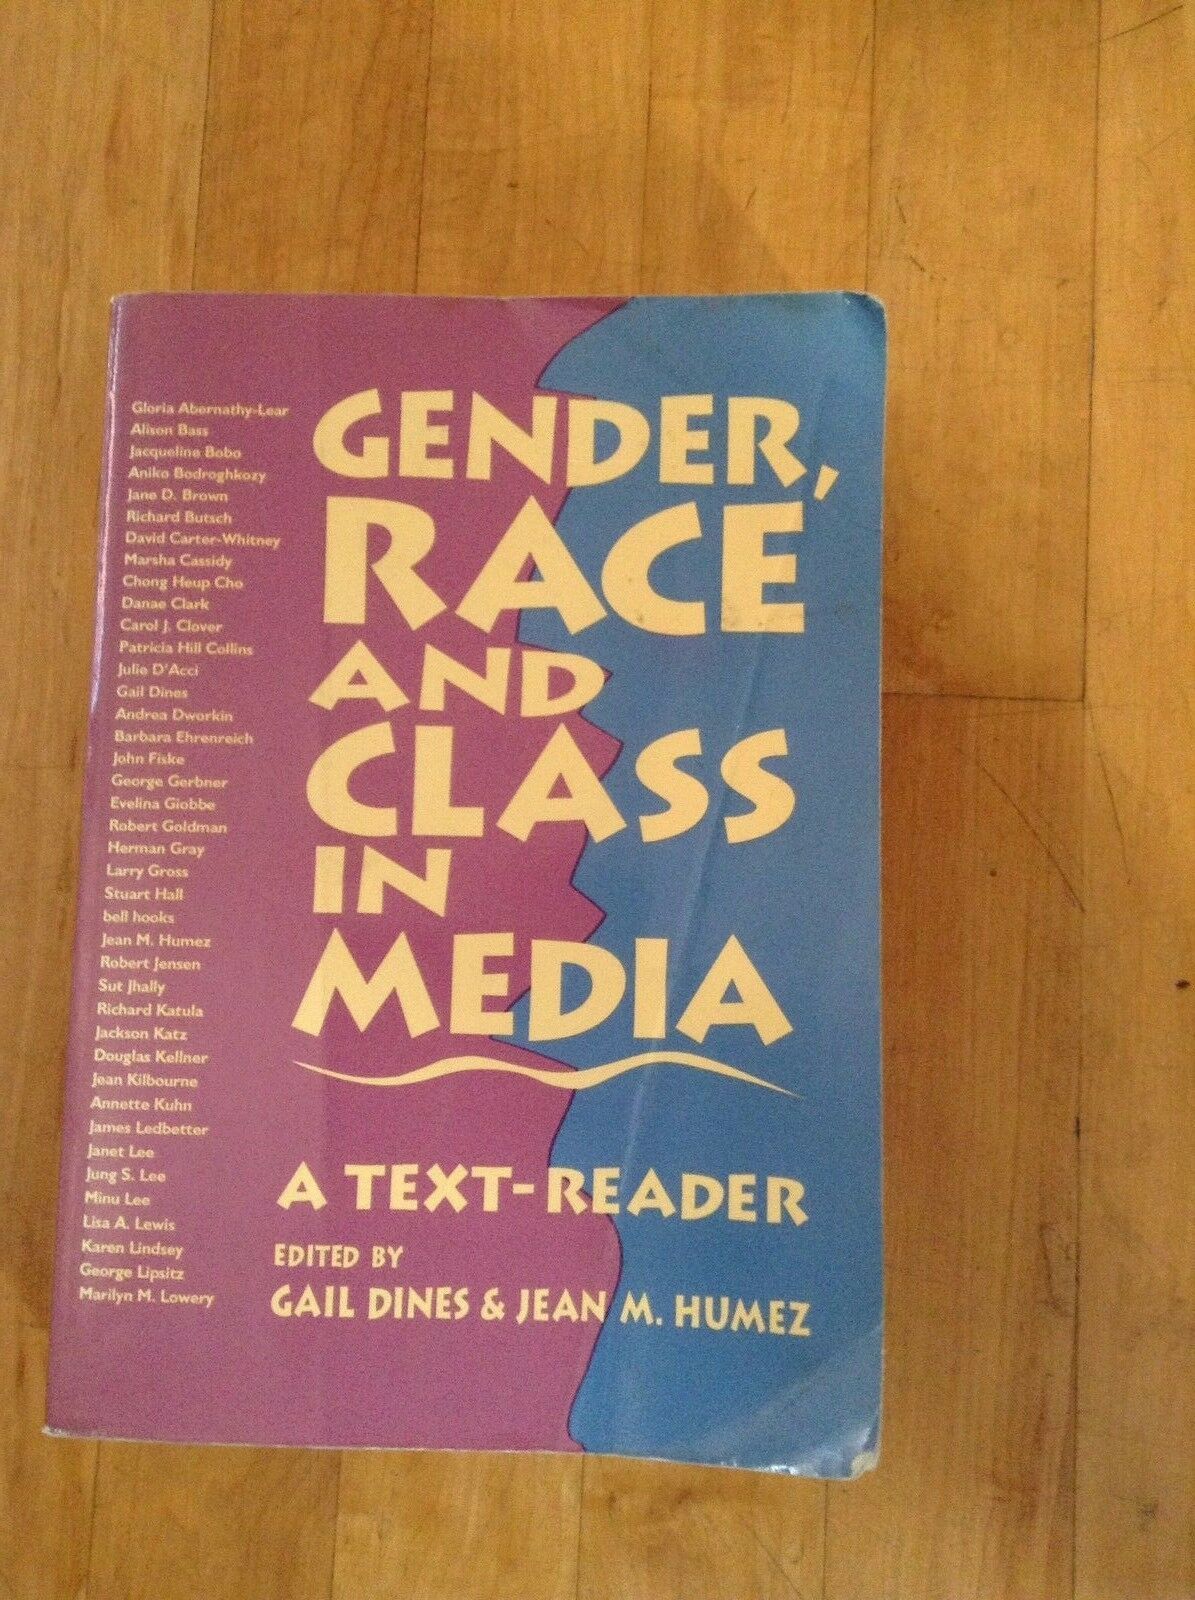 Gloria Abernathy-Lear
Alison Bass
Jacqueline Bobo
Aniko Bodroghkozy
Jane D. Brown
Richard Butsch
David Carter-Whitney
Marsha Cassidy
Chong Heup Cho
Danae Clark
Carol J. Clover
Patricia Hill Collins
Julie D'Acci
Gail Dines
Andrea Dworkin
Barbara Ehrenreich
John Fiske
George Gerbner
Evelina Giobbe
Robert Goldman
Herman Gray
Larry Gross
Stuart Hall
bell hooks
Jean M. Humez
Robert Jensen
Sut Jhally
Richard Katula
Jackson Katz
Douglas Kellner
Jean Kilbourne
Annette Kuhn
James Ledbetter
Janet Lee
Jung S. Lee
Minu Lee
Lisa A. Lewis
Karen Lindsey
George Lipsitz
Marilyn M. Lowery
GENDER,
RACE
AND
CLASS
IN
MEDIA
A TEXT-READER
EDITED BY
GAIL DINES & JEAN M. HUMEZ